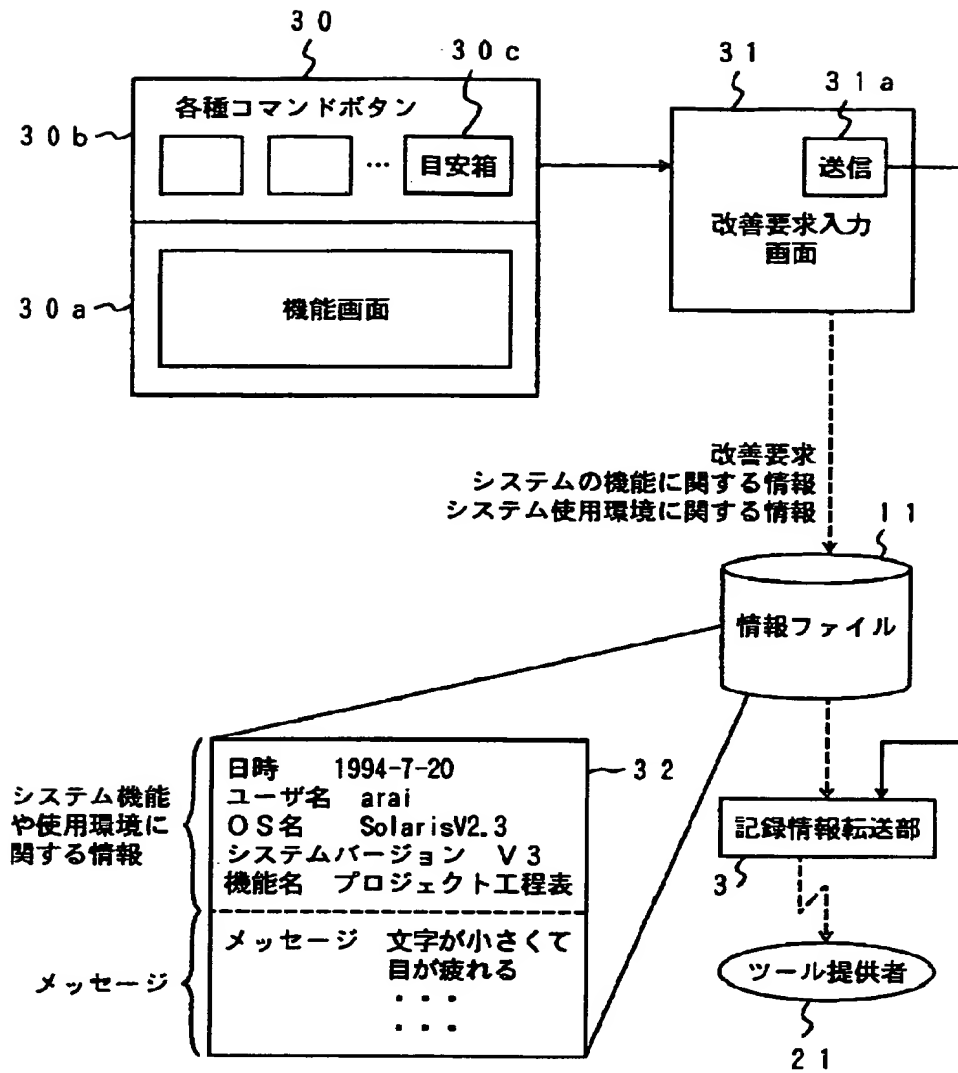 30
30c
各種コマンドボタン
30b
… 目安箱
30a
機能画面
31
31a
送信
改善要求入力
画面
改善要求
システムの機能に関する情報
システム使用環境に関する情報
11
情報ファイル
システム機能
や使用環境に
関する情報
日時 1994-7-20
ユーザ名 arai
OS名 SolarisV2.3
システムバージョン V3
機能名 プロジェクト工程表
32
メッセージ
メッセージ 文字が小さくて
目が疲れる
・・・
・・・
記録情報転送部
3
ツール提供者
21